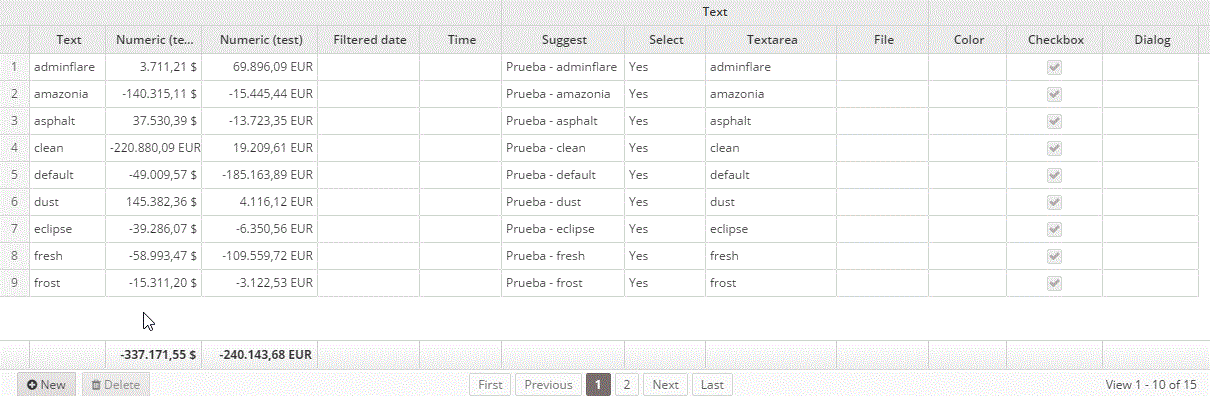 Text
Text Numeric (te... Numeric (test) Filtered date Time Suggest Select Textarea File Color Checkbox Dialog
1 adminflare 3.711,21 $ 69.896,09 EUR Prueba - adminflare Yes adminflare
2 amazonia -140.315,11 $ -15.445,44 EUR Prueba - amazonia Yes amazonia
3 asphalt 37.530,39 $ -13.723,35 EUR Prueba - asphalt Yes asphalt
4 clean -220.880,09 EUR 19.209,61 EUR Prueba - clean Yes clean
5 default -49.009,57 $ -185.163,89 EUR Prueba - default Yes default
6 dust 145.382,36 $ 4.116,12 EUR Prueba - dust Yes dust
7 eclipse -39.286,07 $ -6.350,56 EUR Prueba - eclipse Yes eclipse
8 fresh -58.993,47 $ -109.559,72 EUR Prueba - fresh Yes fresh
9 frost -15.311,20 $ -3.122,53 EUR Prueba - frost Yes frost
-337.171,55 $ -240.143,68 EUR
New Delete First Previous 1 2 Next Last View 1 - 10 of 15